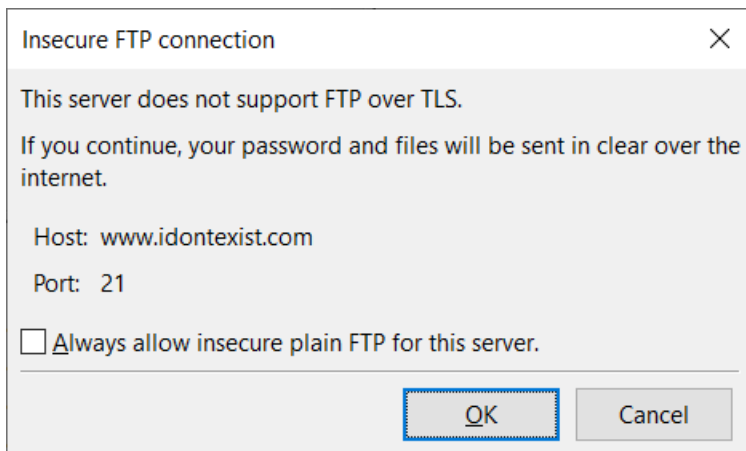 Insecure FTP connection
This server does not support FTP over TLS.
If you continue, your password and files will be sent in clear over the
internet.
Host: www.idontexist.com
Port: 21
Always allow insecure plain FTP for this server.
OK Cancel